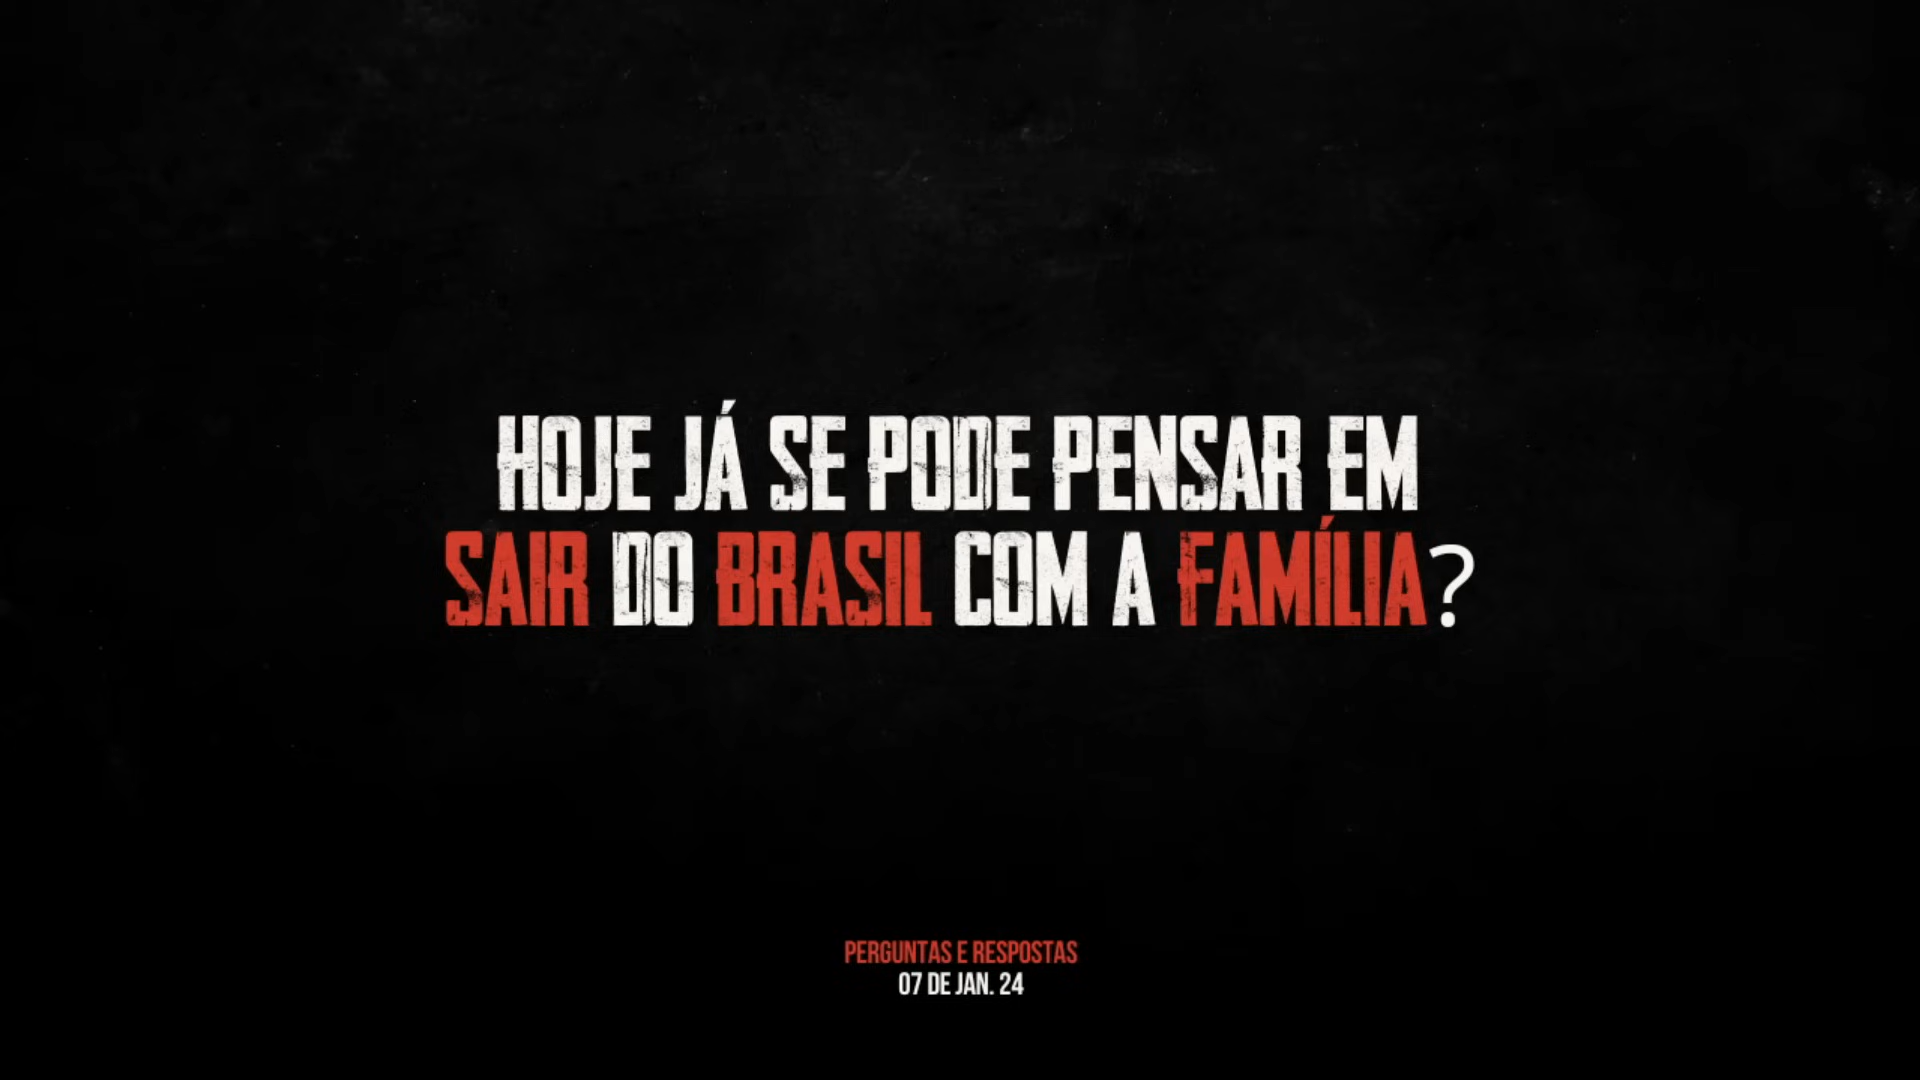 HOJE JÁ SE PODE PENSAR EM
SAIR DO BRASIL COM A FAMÍLIA?
PERGUNTAS E RESPOSTAS
07 DE JAN. 24